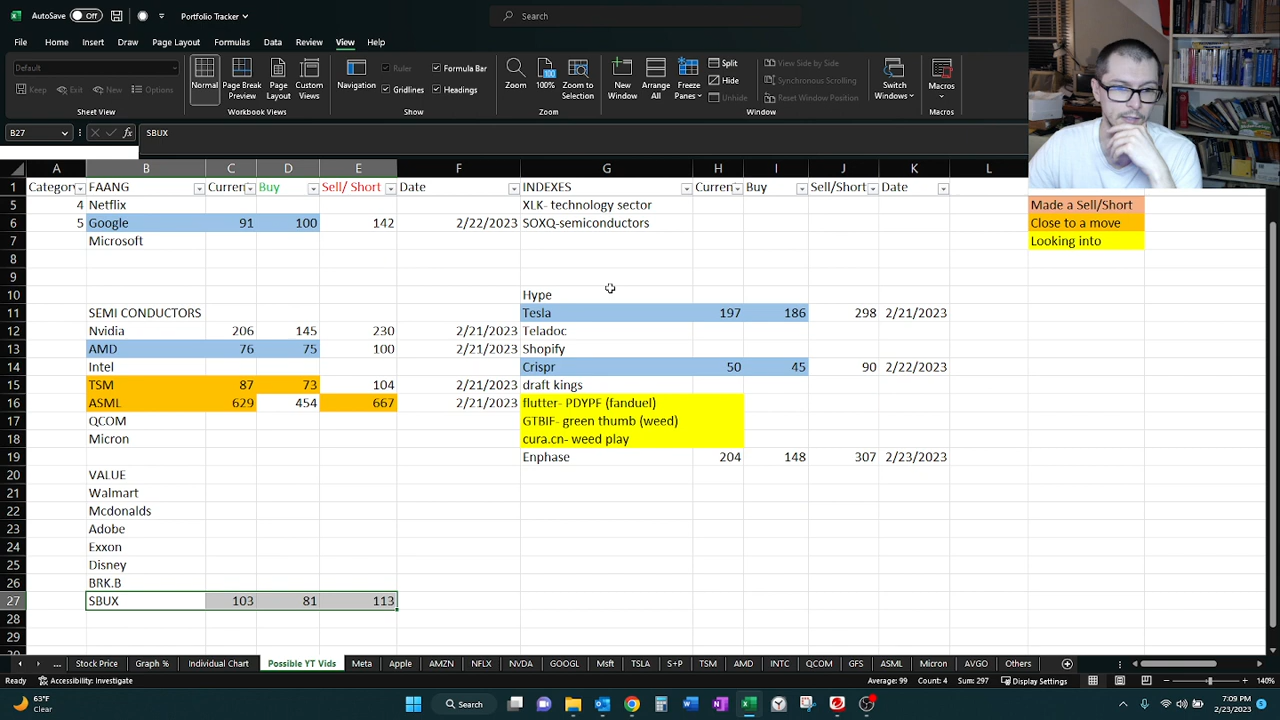 AutoSave Off Portfolio Tracker Search
File Home Insert Draw Page Layout Formulas Data Review View Help
Default
Keep Exit New Options
Sheet View
Normal Page Break Preview Page Layout Custom Views
Workbook Views
Navigation Ruler Formula Bar Gridlines Headings
Show
Zoom 100% Zoom to Selection
Zoom
New Window Arrange All Freeze Panes Split Hide Unhide
View Side by Side
Synchronous Scrolling
Reset Window Position
Switch Windows
Window
Macros
Macros
B27 fx SBUX
A B C D E F G H I J K L
1 Category FAANG Curren Buy Sell/ Short Date INDEXES Curren Buy Sell/Short Date
5 4 Netflix XLK- technology sector Made a Sell/Short
6 5 Google 91 100 142 2/22/2023 SOXQ-semiconductors Close to a move
7 Microsoft Looking into
8
9
10 Hype
11 SEMI CONDUCTORS Tesla 197 186 298 2/21/2023
12 Nvidia 206 145 230 2/21/2023 Teladoc
13 AMD 76 75 100 2/21/2023 Shopify
14 Intel Crispr 50 45 90 2/22/2023
15 TSM 87 73 104 2/21/2023 draft kings
16 ASML 629 454 667 2/21/2023 flutter- PDYPF (fanduel)
17 QCOM GTBIF- green thumb (weed)
18 Micron cura.cn- weed play
19 Enphase 204 148 307 2/23/2023
20 VALUE
21 Walmart
22 Mcdonalds
23 Adobe
24 Exxon
25 Disney
26 BRK.B
27 SBUX 103 81 113
28
29
... Stock Price Graph % Individual Chart Possible YT Vids Meta Apple AMZN NFLX NVDA GOGL Msft TSLA S+P TSM AMD INTC QCOM GFS ASML Micron AVGO Others
Ready Accessibility: Investigate Average: 99 Count: 4 Sum: 297 Display Settings 140%
63°F
Clear
Search
7:09 PM
2/23/2023